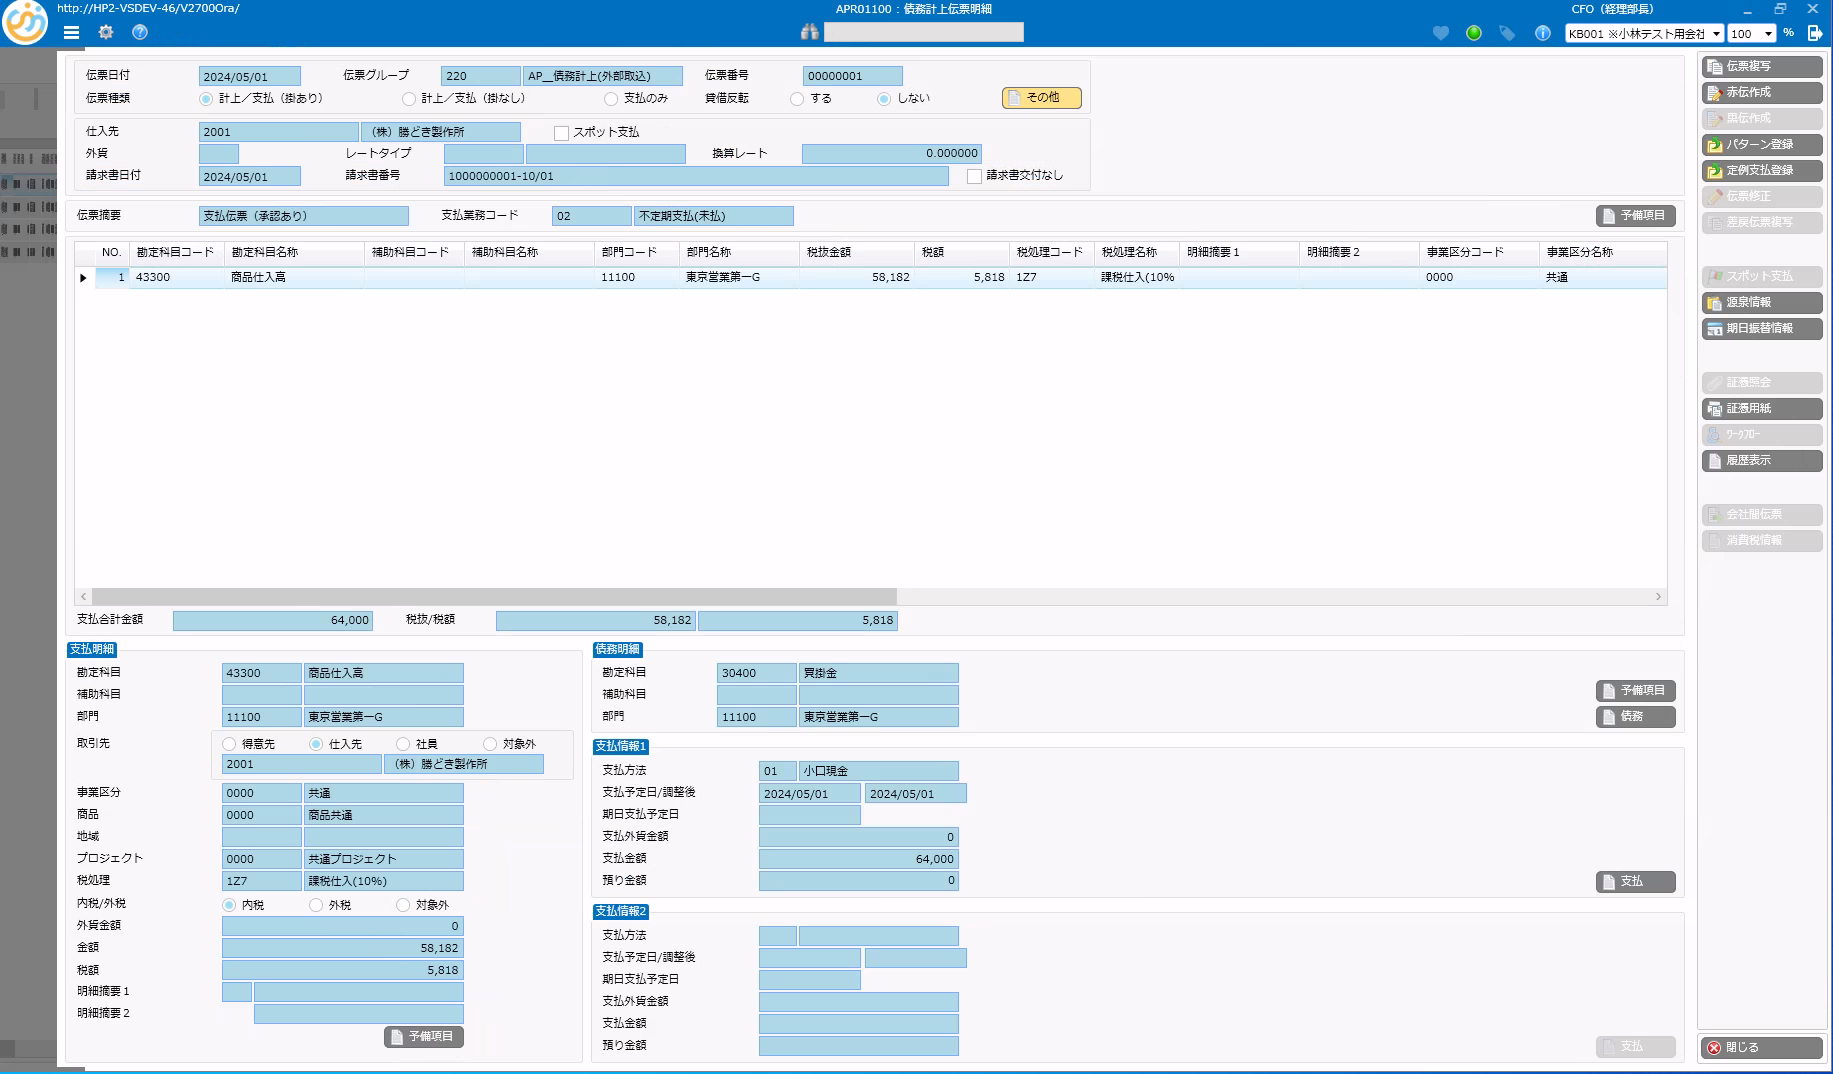 http://HP2-VSDEV-46/V2700Ora/
APR01100：債務計上伝票明細
CFO（経理部長）
KB001 ※小林テスト用会社
100 %
伝票日付 2024/05/01 伝票グループ 220 AP__債務計上(外部取込) 伝票番号 00000001
伝票種類 計上／支払（掛あり） 計上／支払（掛なし） 支払のみ 貸借反転 する しない その他
仕入先 2001 （株）勝どき製作所 スポット支払
外貨 レートタイプ 換算レート 0.000000
請求書日付 2024/05/01 請求書番号 1000000001-10/01 請求書交付なし
伝票摘要 支払伝票（承認あり） 支払業務コード 02 不定期支払(未払) 予備項目
NO. 勘定科目コード 勘定科目名称 補助科目コード 補助科目名称 部門コード 部門名称 税抜金額 税額 税処理コード 税処理名称 明細摘要１ 明細摘要２ 事業区分コード 事業区分名称
1 43300 商品仕入高 11100 東京営業第一G 58,182 5,818 1Z7 課税仕入(10% 0000 共通
支払合計金額 64,000 税抜/税額 58,182 5,818
支払明細
勘定科目 43300 商品仕入高
補助科目
部門 11100 東京営業第一G
取引先 得意先 仕入先 社員 対象外
2001 （株）勝どき製作所
事業区分 0000 共通
商品 0000 商品共通
地域
プロジェクト 0000 共通プロジェクト
税処理 1Z7 課税仕入(10%)
内税/外税 内税 外税 対象外
外貨金額 0
金額 58,182
税額 5,818
明細摘要１
明細摘要２
予備項目
債務明細
勘定科目 30400 買掛金
補助科目
予備項目
部門 11100 東京営業第一G
債務
支払情報1
支払方法 01 小口現金
支払予定日/調整後 2024/05/01 2024/05/01
期日支払予定日
支払外貨金額 0
支払金額 64,000
預り金額 0
支払
支払情報2
支払方法
支払予定日/調整後
期日支払予定日
支払外貨金額
支払金額
預り金額
支払
伝票複写
赤伝作成
黒伝作成
パターン登録
定例支払登録
伝票修正
差戻伝票複写
スポット支払
源泉情報
期日振替情報
証憑照会
証憑用紙
ﾜｰｸﾌﾛｰ
履歴表示
会社間伝票
消費税情報
閉じる